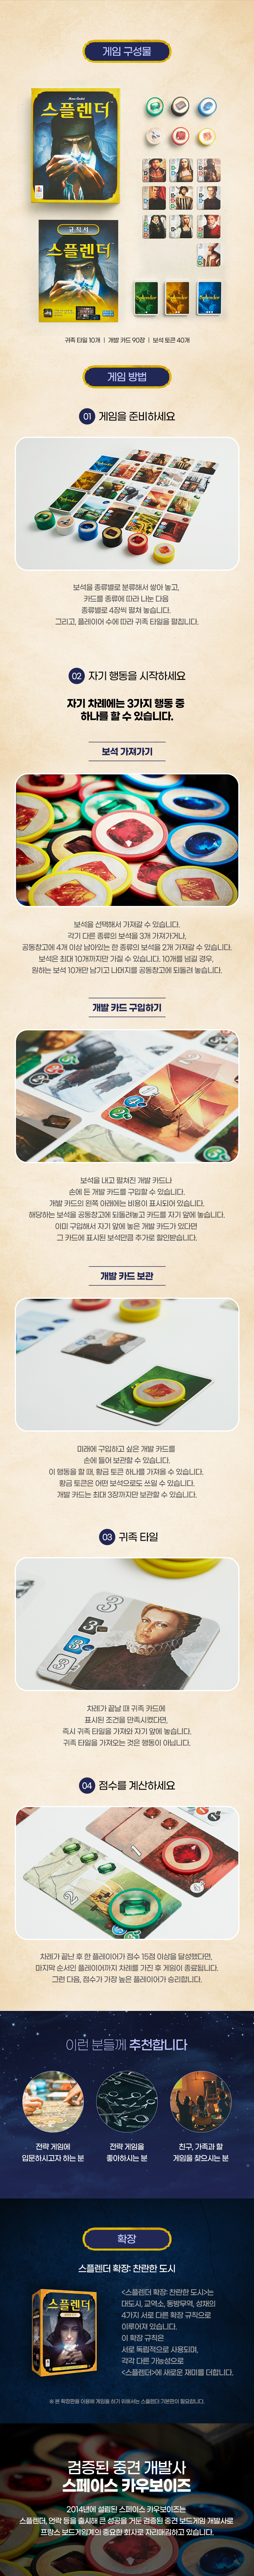 게임 구성물
스플렌더
규칙서
스플렌더
귀족 타일 10개 | 개발 카드 90장 | 보석 토큰 40개
게임 방법
01 게임을 준비하세요
보석을 종류별로 분류해서 쌓아 놓고,
카드를 종류에 따라 나눈 다음
종류별로 4장씩 펼쳐 놓습니다.
그리고, 플레이어 수에 따라 귀족 타일을 펼칩니다.
02 자기 행동을 시작하세요
자기 차례에는 3가지 행동 중
하나를 할 수 있습니다.
보석 가져가기
보석을 선택해서 가져갈 수 있습니다.
각기 다른 종류의 보석을 3개 가져가거나,
공동창고에 4개 이상 남아있는 한 종류의 보석을 2개 가져갈 수 있습니다.
보석은 최대 10개까지만 가질 수 있습니다. 10개를 넘길 경우,
원하는 보석 10개만 남기고 나머지를 공동창고에 되돌려 놓습니다.
개발 카드 구입하기
보석을 내고 펼쳐진 개발 카드나
손에 든 개발 카드를 구입할 수 있습니다.
개발 카드의 왼쪽 아래에는 비용이 표시되어 있습니다.
해당하는 보석을 공동창고에 되돌려놓고 카드를 자기 앞에 놓습니다.
이미 구입해서 자기 앞에 놓은 개발 카드가 있다면
그 카드에 표시된 보석만큼 추가로 할인받습니다.
개발 카드 보관
미래에 구입하고 싶은 개발 카드를
손에 들어 보관할 수 있습니다.
이 행동을 할 때, 황금 토큰 하나를 가져올 수 있습니다.
황금 토큰은 어떤 보석으로도 쓰일 수 있습니다.
개발 카드는 최대 3장까지만 보관할 수 있습니다.
03 귀족 타일
3
3
3
차례가 끝날 때 귀족 카드에
표시된 조건을 만족시켰다면,
즉시 귀족 타일을 가져와 자기 앞에 놓습니다.
귀족 타일을 가져오는 것은 행동이 아닙니다.
04 점수를 계산하세요
1
2
차례가 끝난 후 한 플레이어가 점수 15점 이상을 달성했다면,
마지막 순서인 플레이어까지 차례를 가진 후 게임이 종료됩니다.
그런 다음, 점수가 가장 높은 플레이어가 승리합니다.
이런 분들께 추천합니다
전략 게임에
입문하시고자 하는 분
전략 게임을
좋아하시는 분
친구, 가족과 할
게임을 찾으시는 분
확장
스플렌더 확장: 찬란한 도시
스플렌더
<스플렌더 확장: 찬란한 도시>는
대도시, 교역소, 동방무역, 성채의
4가지 서로 다른 확장 규칙으로
이루어져 있습니다.
이 확장 규칙은
서로 독립적으로 사용되며,
각각 다른 가능성으로
<스플렌더>에 새로운 재미를 더합니다.
※ 본 확장판을 이용해 게임을 하기 위해서는 스플렌더 기본판이 필요합니다.
검증된 중견 개발사
스페이스 카우보이즈
2014년에 설립된 스페이스 카우보이즈는
스플렌더, 언락 등을 출시해 큰 성공을 거둔 검증된 중견 보드게임 개발사로
프랑스 보드게임계의 중요한 회사로 자리매김하고 있습니다.